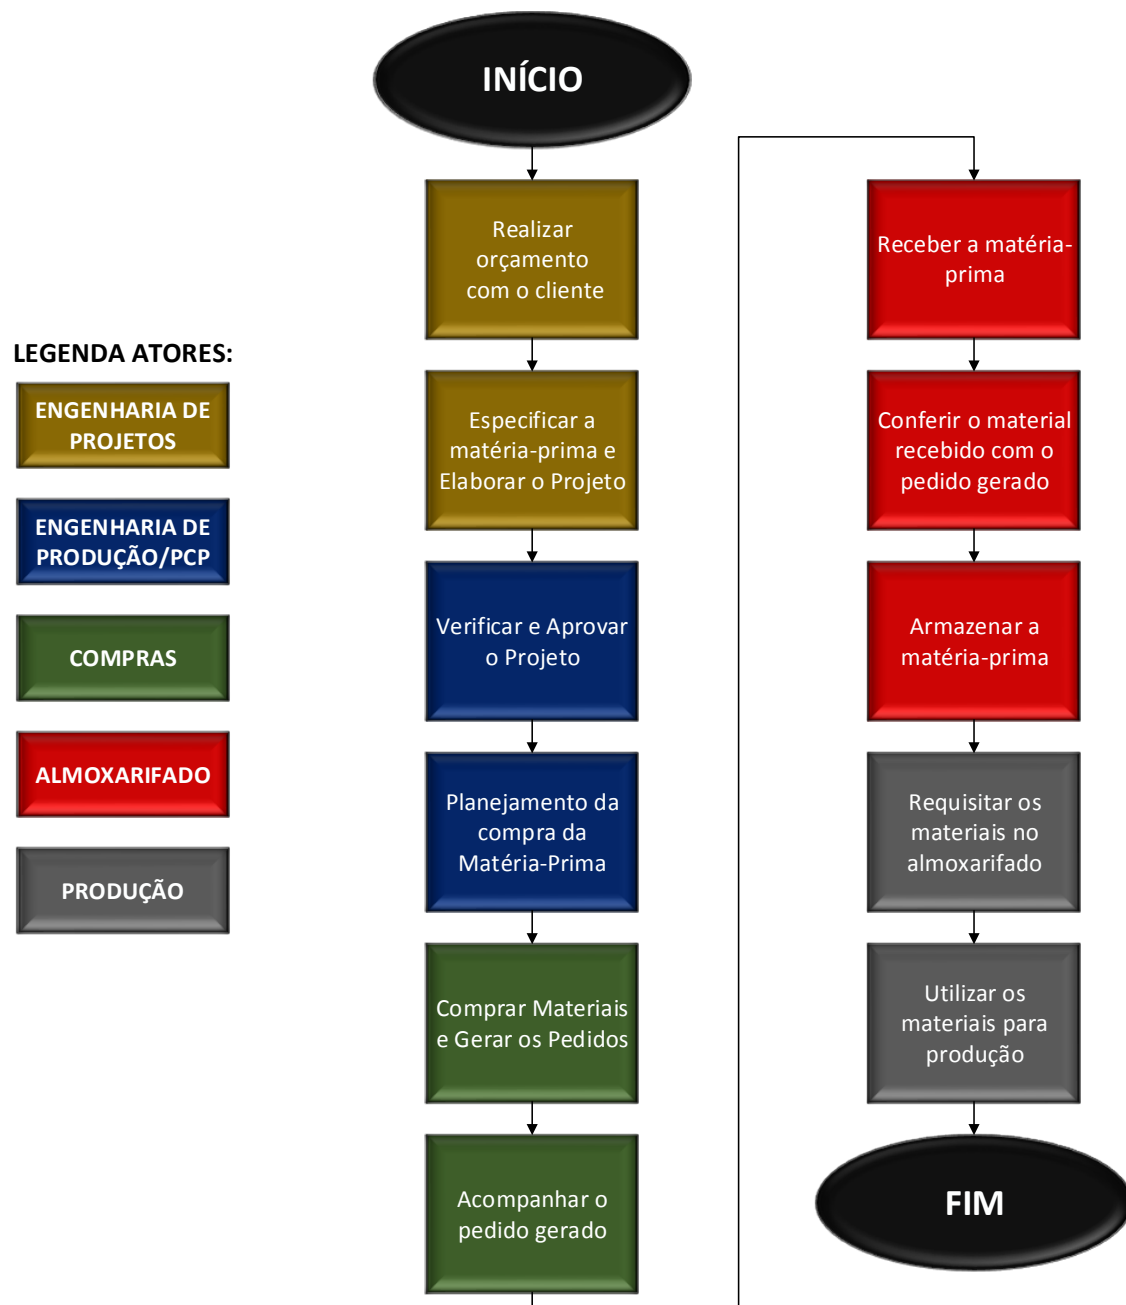 INÍCIO
Realizar
orçamento
com o cliente
Especificar a
matéria-prima e
Elaborar o Projeto
Verificar e Aprovar
o Projeto
Planejamento da
compra da
Matéria-Prima
Comprar Materiais
e Gerar os Pedidos
Acompanhar o
pedido gerado
Receber a matéria-
prima
Conferir o material
recebido com o
pedido gerado
Armazenar a
matéria-prima
Requisitar os
materiais no
almoxarifado
Utilizar os
materiais para
produção
FIM
LEGENDA ATORES:
ENGENHARIA DE
PROJETOS
ENGENHARIA DE
PRODUÇÃO/PCP
COMPRAS
ALMOXARIFADO
PRODUÇÃO